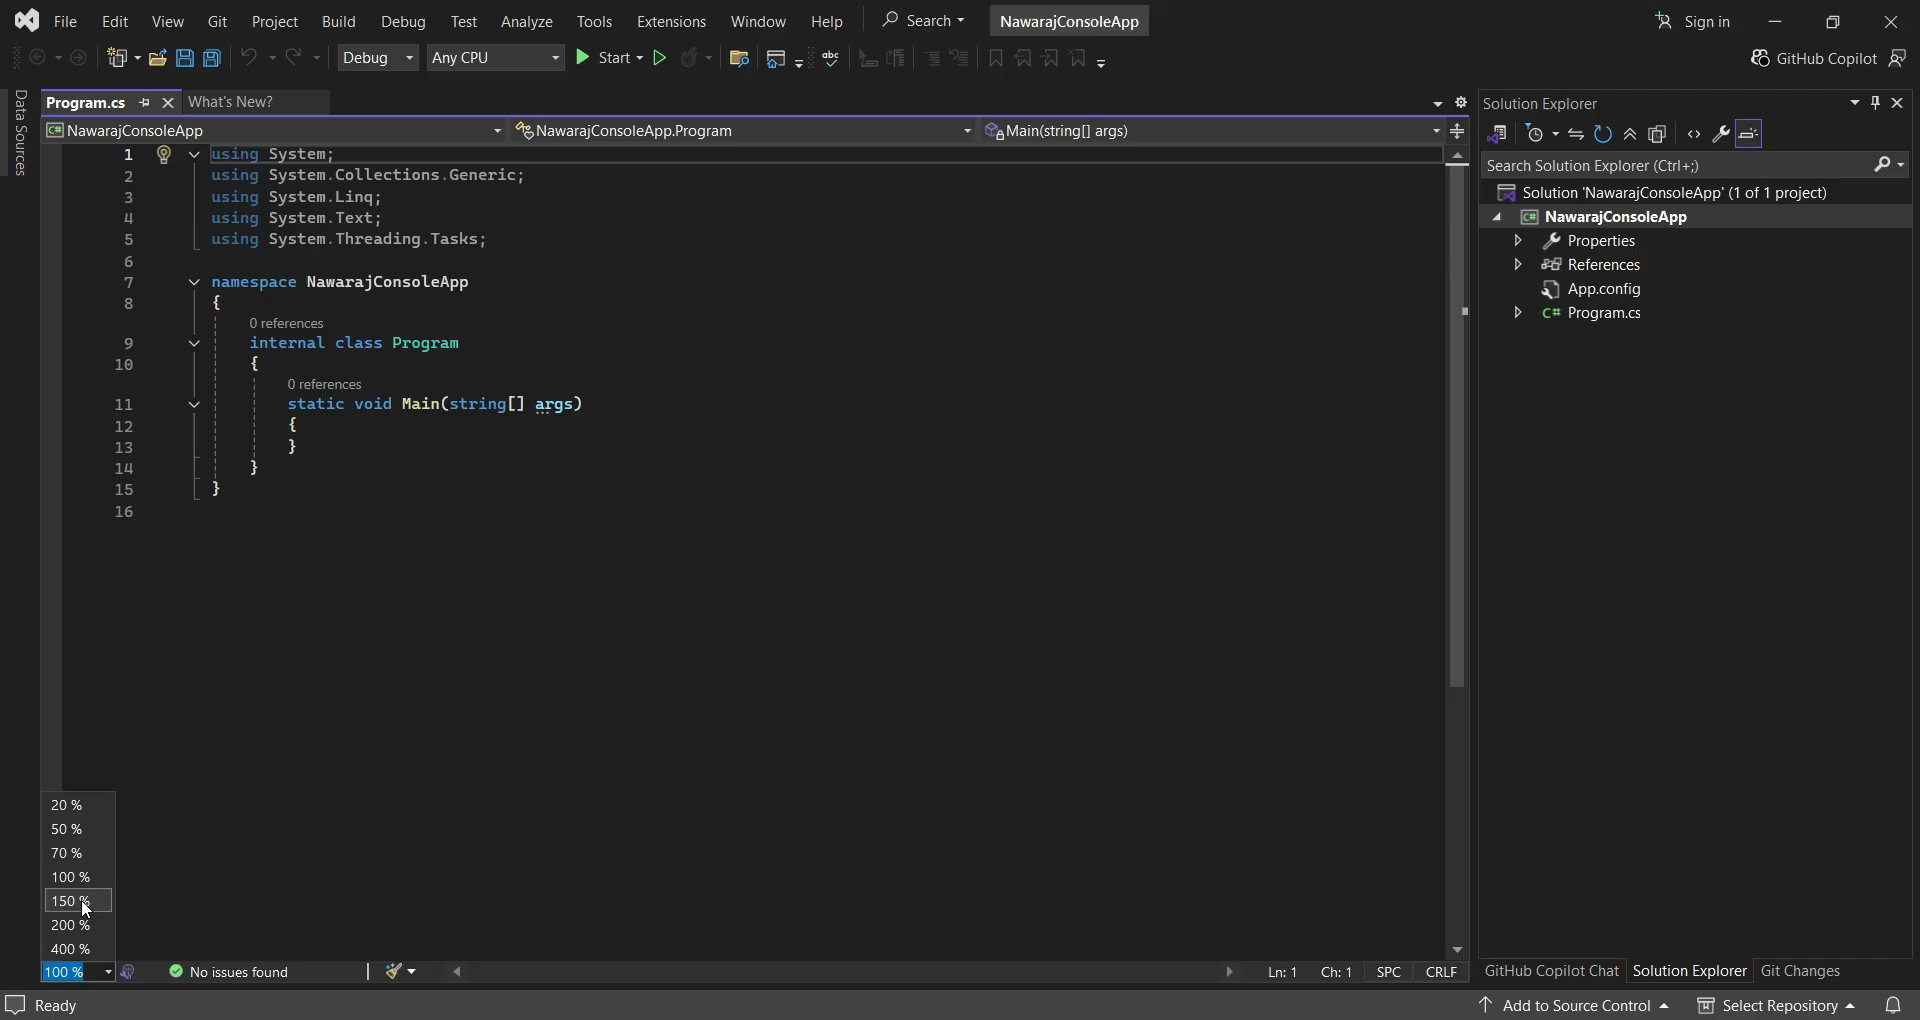 File Edit View Git Project Build Debug Test Analyze Tools Extensions Window Help Search NawarajConsoleApp Sign in
Debug Any CPU Start GitHub Copilot
Data Sources
Program.cs What's New?
NawarajConsoleApp NawarajConsoleApp.Program Main(string[] args)
1 using System;
2 using System.Collections.Generic;
3 using System.Linq;
4 using System.Text;
5 using System.Threading.Tasks;
6
7 namespace NawarajConsoleApp
8 {
0 references
9 internal class Program
10 {
0 references
11 static void Main(string[] args)
12 {
13 }
14 }
15 }
16
20 %
50 %
70 %
100 %
150 %
200 %
400 %
100 % No issues found Ln: 1 Ch: 1 SPC CRLF
Solution Explorer
Search Solution Explorer (Ctrl+;)
Solution 'NawarajConsoleApp' (1 of 1 project)
C# NawarajConsoleApp
Properties
References
App.config
C# Program.cs
GitHub Copilot Chat Solution Explorer Git Changes
Ready Add to Source Control Select Repository